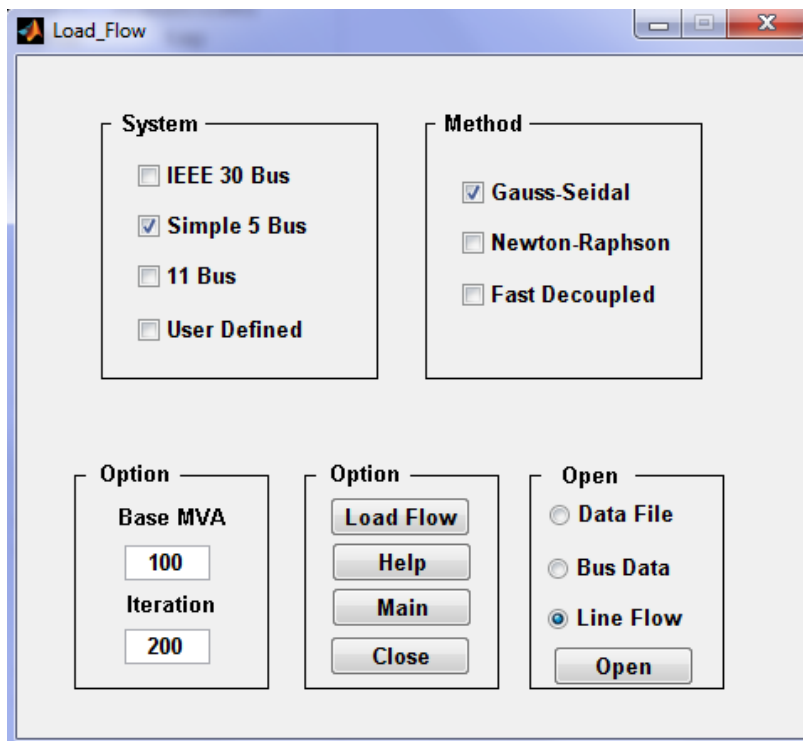 Load_Flow
System
IEEE 30 Bus
Simple 5 Bus
11 Bus
User Defined
Method
Gauss-Seidal
Newton-Raphson
Fast Decoupled
Option
Base MVA
100
Iteration
200
Option
Load Flow
Help
Main
Close
Open
Data File
Bus Data
Line Flow
Open